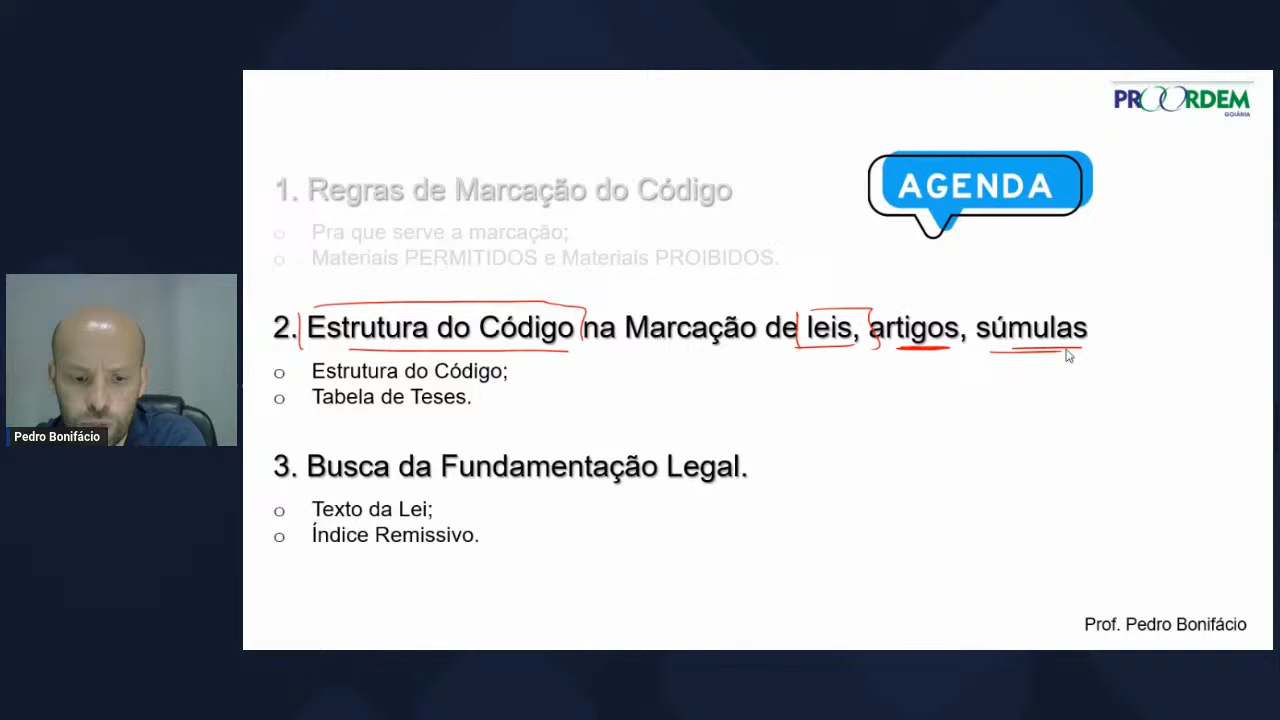 PROORDEM
GOIÂNIA
AGENDA
1. Regras de Marcação do Código
o Pra que serve a marcação;
o Materiais PERMITIDOS e Materiais PROIBIDOS.
2. Estrutura do Código na Marcação de leis, artigos, súmulas
o Estrutura do Código;
o Tabela de Teses.
Pedro Bonifácio
3. Busca da Fundamentação Legal.
o Texto da Lei;
o Índice Remissivo.
Prof. Pedro Bonifácio